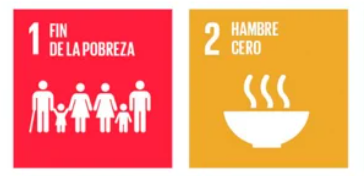 1 FIN
DE LA POBREZA
2 HAMBRE
CERO